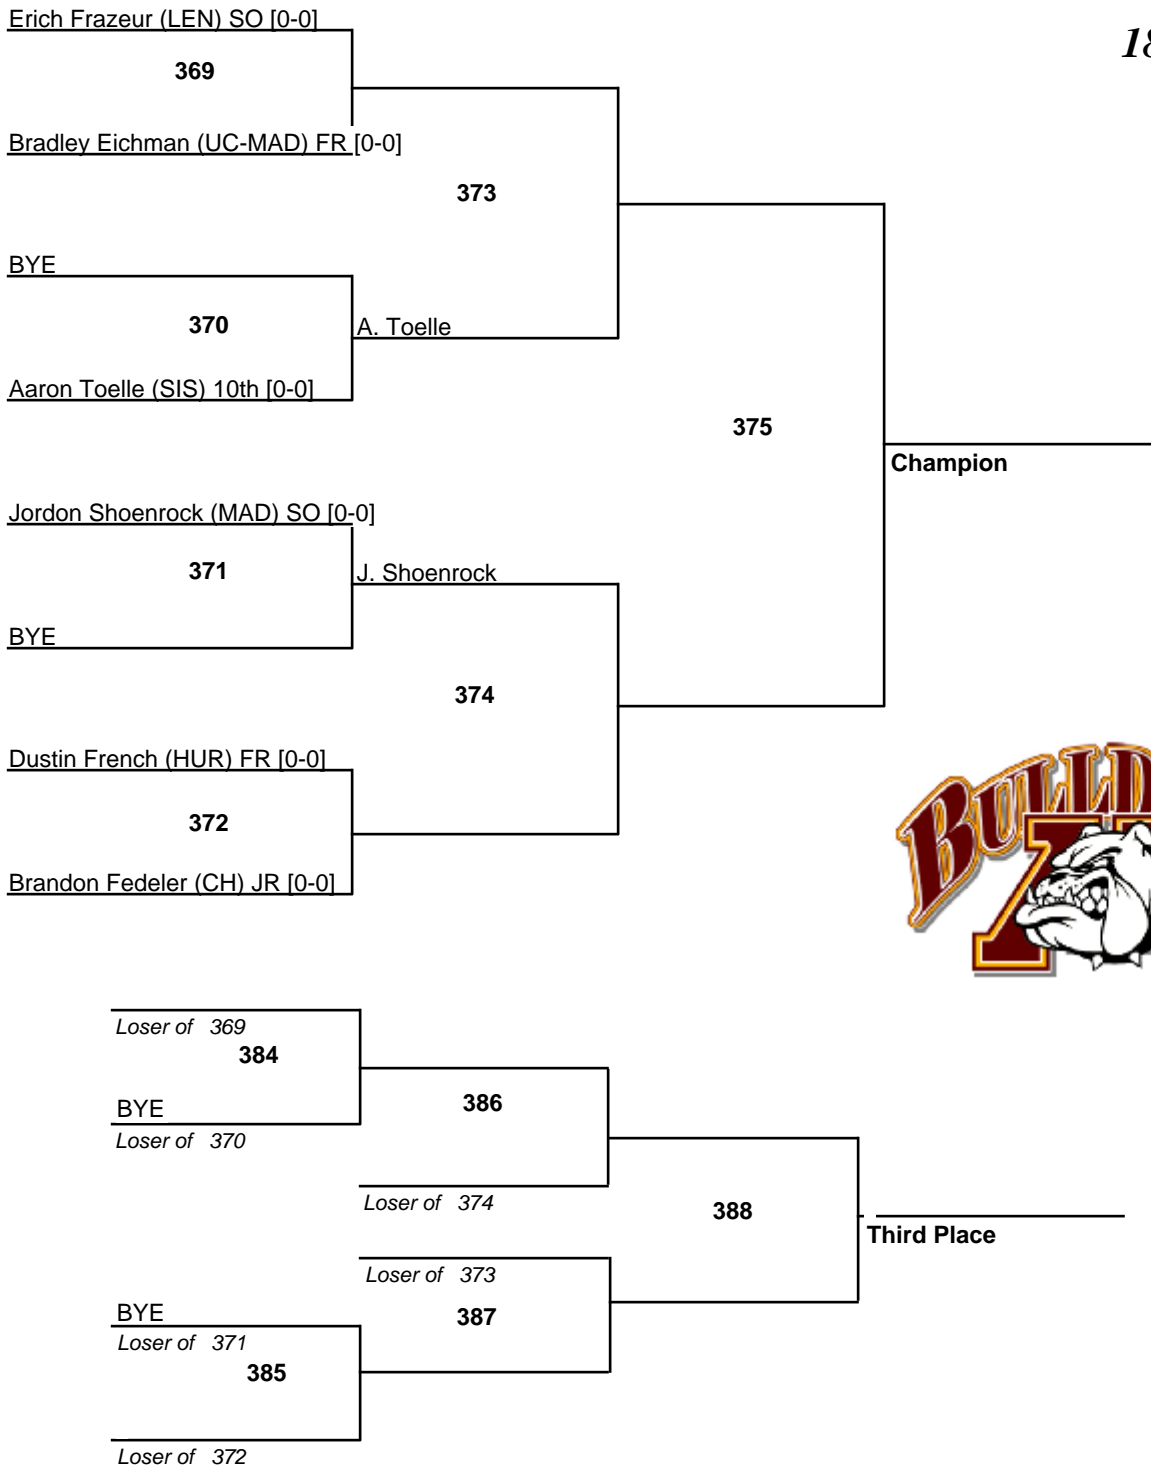 Erich Frazeur (LEN) SO [0-0]
18
369
Bradley Eichman (UC-MAD) FR [0-0]
373
BYE
370
A. Toelle
Aaron Toelle (SIS) 10th [0-0]
375
Champion
Jordon Shoenrock (MAD) SO [0-0]
371
J. Shoenrock
BYE
374
Dustin French (HUR) FR [0-0]
372
Brandon Fedeler (CH) JR [0-0]
BULLD
Loser of 369
384
BYE
386
Loser of 370
Loser of 374
388
Third Place
Loser of 373
BYE
387
Loser of 371
385
Loser of 372